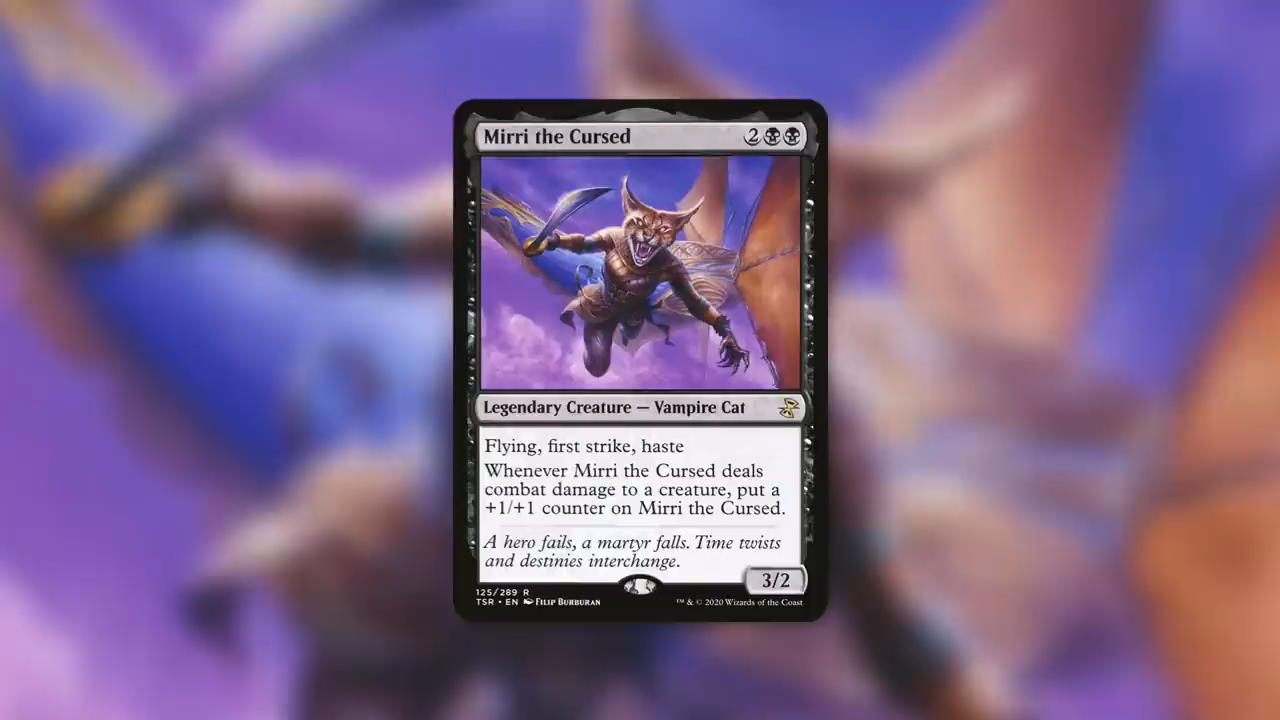 Mirri the Cursed 2
Legendary Creature — Vampire Cat
Flying, first strike, haste
Whenever Mirri the Cursed deals
combat damage to a creature, put a
+1/+1 counter on Mirri the Cursed.
A hero fails, a martyr falls. Time twists
and destinies interchange.
3/2
125/289 R
TSR • EN Filip Burburan
™ & © 2020 Wizards of the Coast